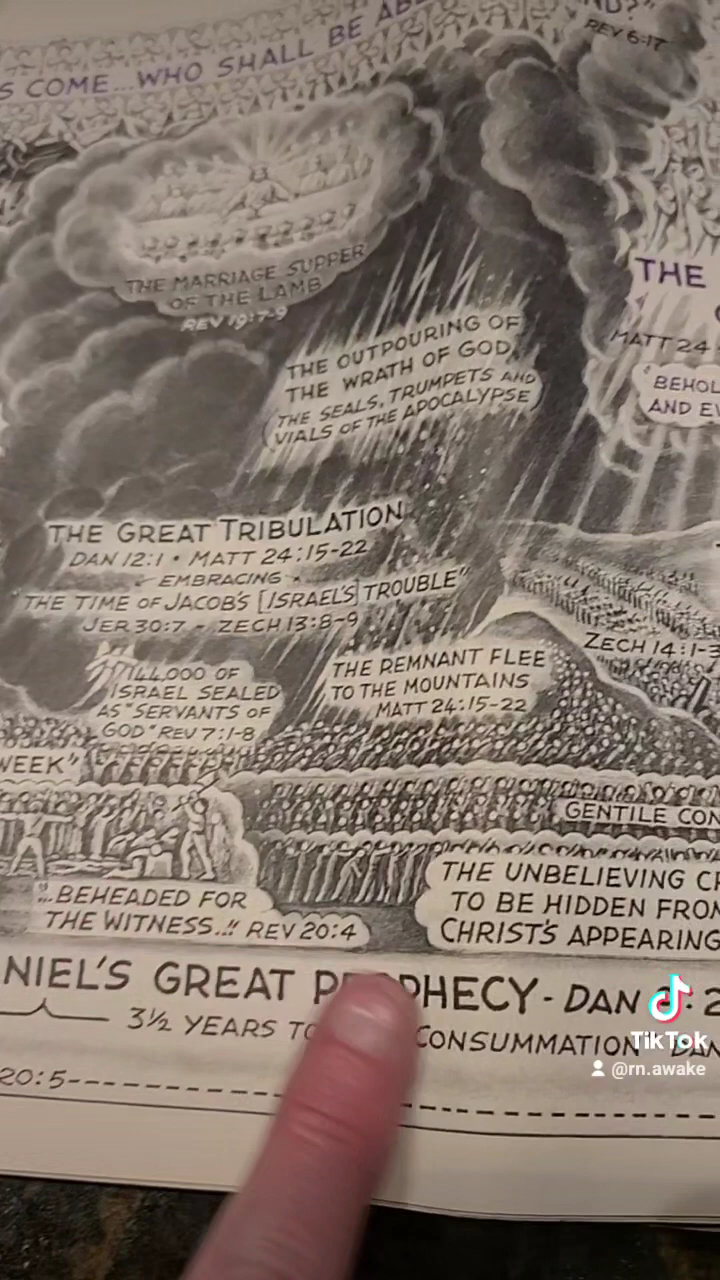 S COME...WHO SHALL BE
REV 6:17
THE MARRIAGE SUPPER
OF THE LAMB
REV 19:7-9
THE OUTPOURING OF
THE WRATH OF GOD,
(THE SEALS, TRUMPETS AND
VIALS OF THE APOCALYPSE)
THE
MATT 24
"BEHOL
AND EV
THE GREAT TRIBULATION
DAN 12:1 • MATT 24:15-22
EMBRACING
THE TIME OF JACOB'S [ISRAEL'S] TROUBLE"
JER 30:7 - ZECH 13:8-9
ZECH 14:1-3
144,000 OF
ISRAEL SEALED
AS "SERVANTS OF
GOD" REV 7:1-8
THE REMNANT FLEE
TO THE MOUNTAINS
MATT 24:15-22
WEEK"
GENTILE CON
"..BEHEADED FOR
THE WITNESS.." REV 20:4
THE UNBELIEVING
TO BE HIDDEN FROM
CHRIST'S APPEARING
NIEL'S GREAT PROPHECY - DAN
3½ YEARS TO CONSUMMATION" DAN
20:5
TikTok
@rn.awake